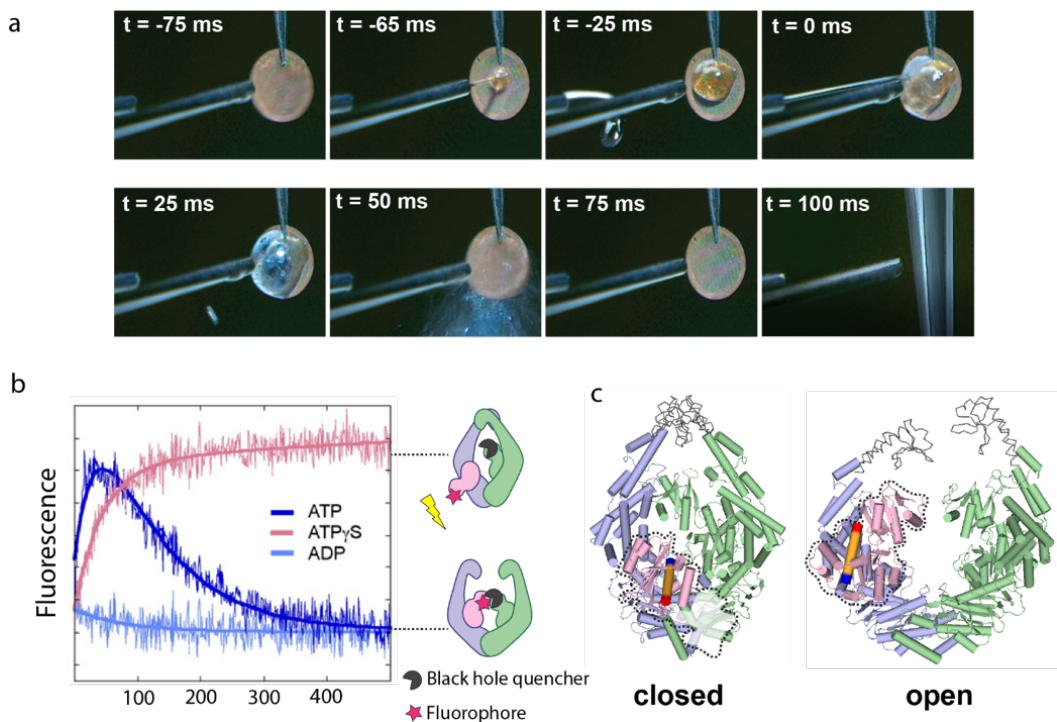 a
t = -75 ms
t = -65 ms
t = -25 ms
t = 0 ms
t = 25 ms
t = 50 ms
t = 75 ms
t = 100 ms
b
Fluorescence
ATP
ATPγS
ADP
100
200
300
400
Black hole quencher
Fluorophore
c
closed
open